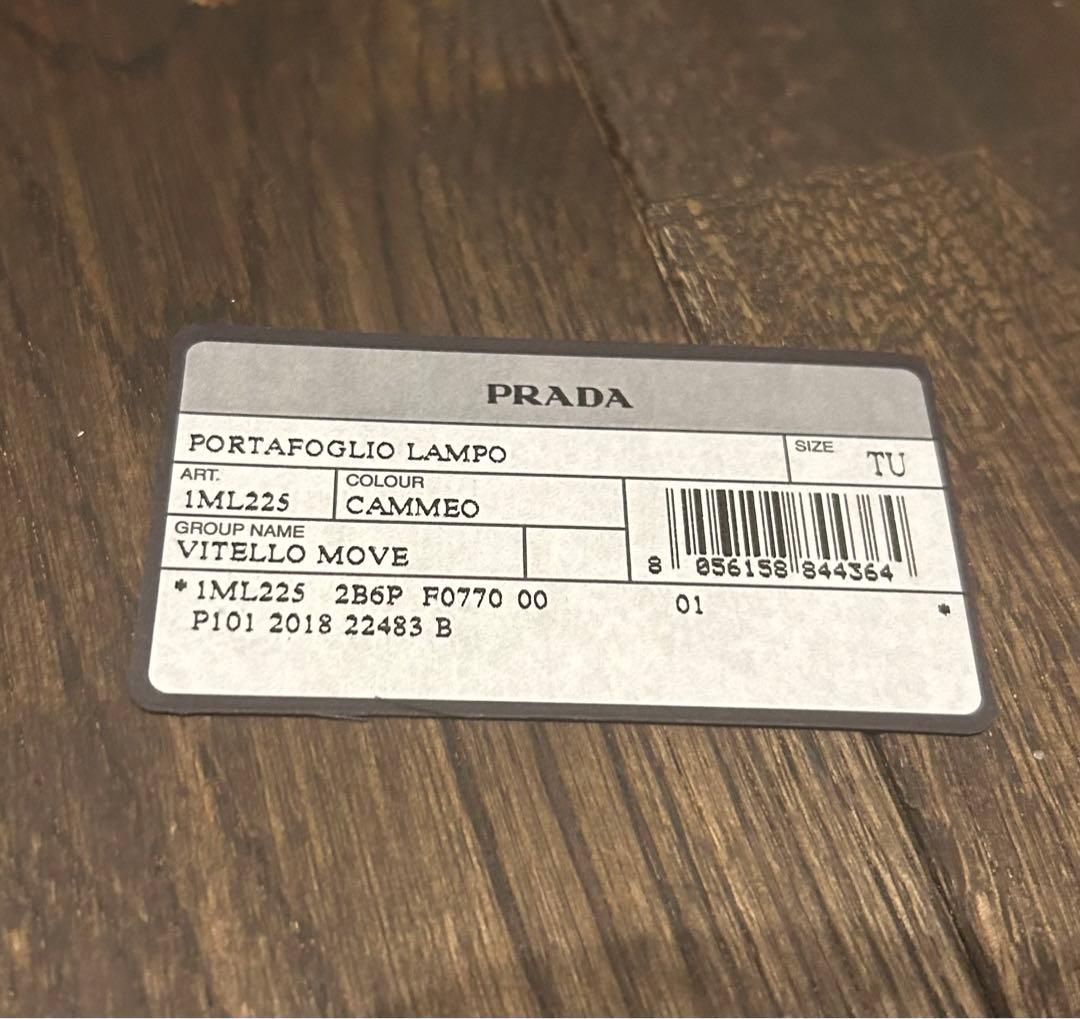 PRADA
PORTAFOGLIO LAMPO
SIZE
TU
ART.
1ML225
COLOUR
CAMMEO
GROUP NAME
VITELLO MOVE
8 056158 844364
*1ML225 2B6P F0770 00 01 *
P101 2018 22483 B